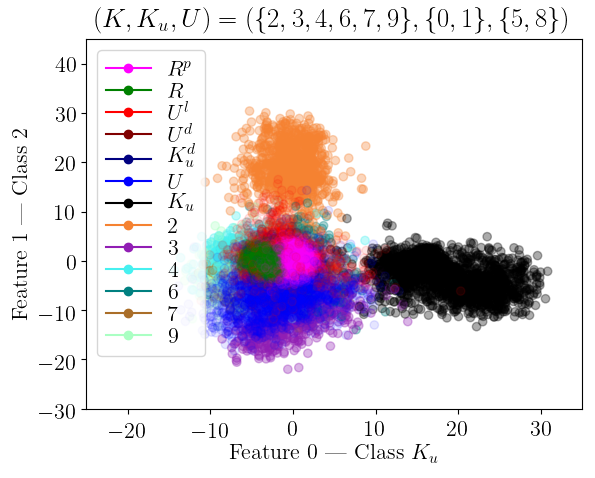 (K, K_u, U) = ({2, 3, 4, 6, 7, 9}, {0, 1}, {5, 8})
Feature 1 — Class 2
40
30
20
10
0
−10
−20
−30
R^p
R
U^l
U^d
K_u^d
U
K_u
2
3
4
6
7
9
−20 −10 0 10 20 30
Feature 0 — Class K_u